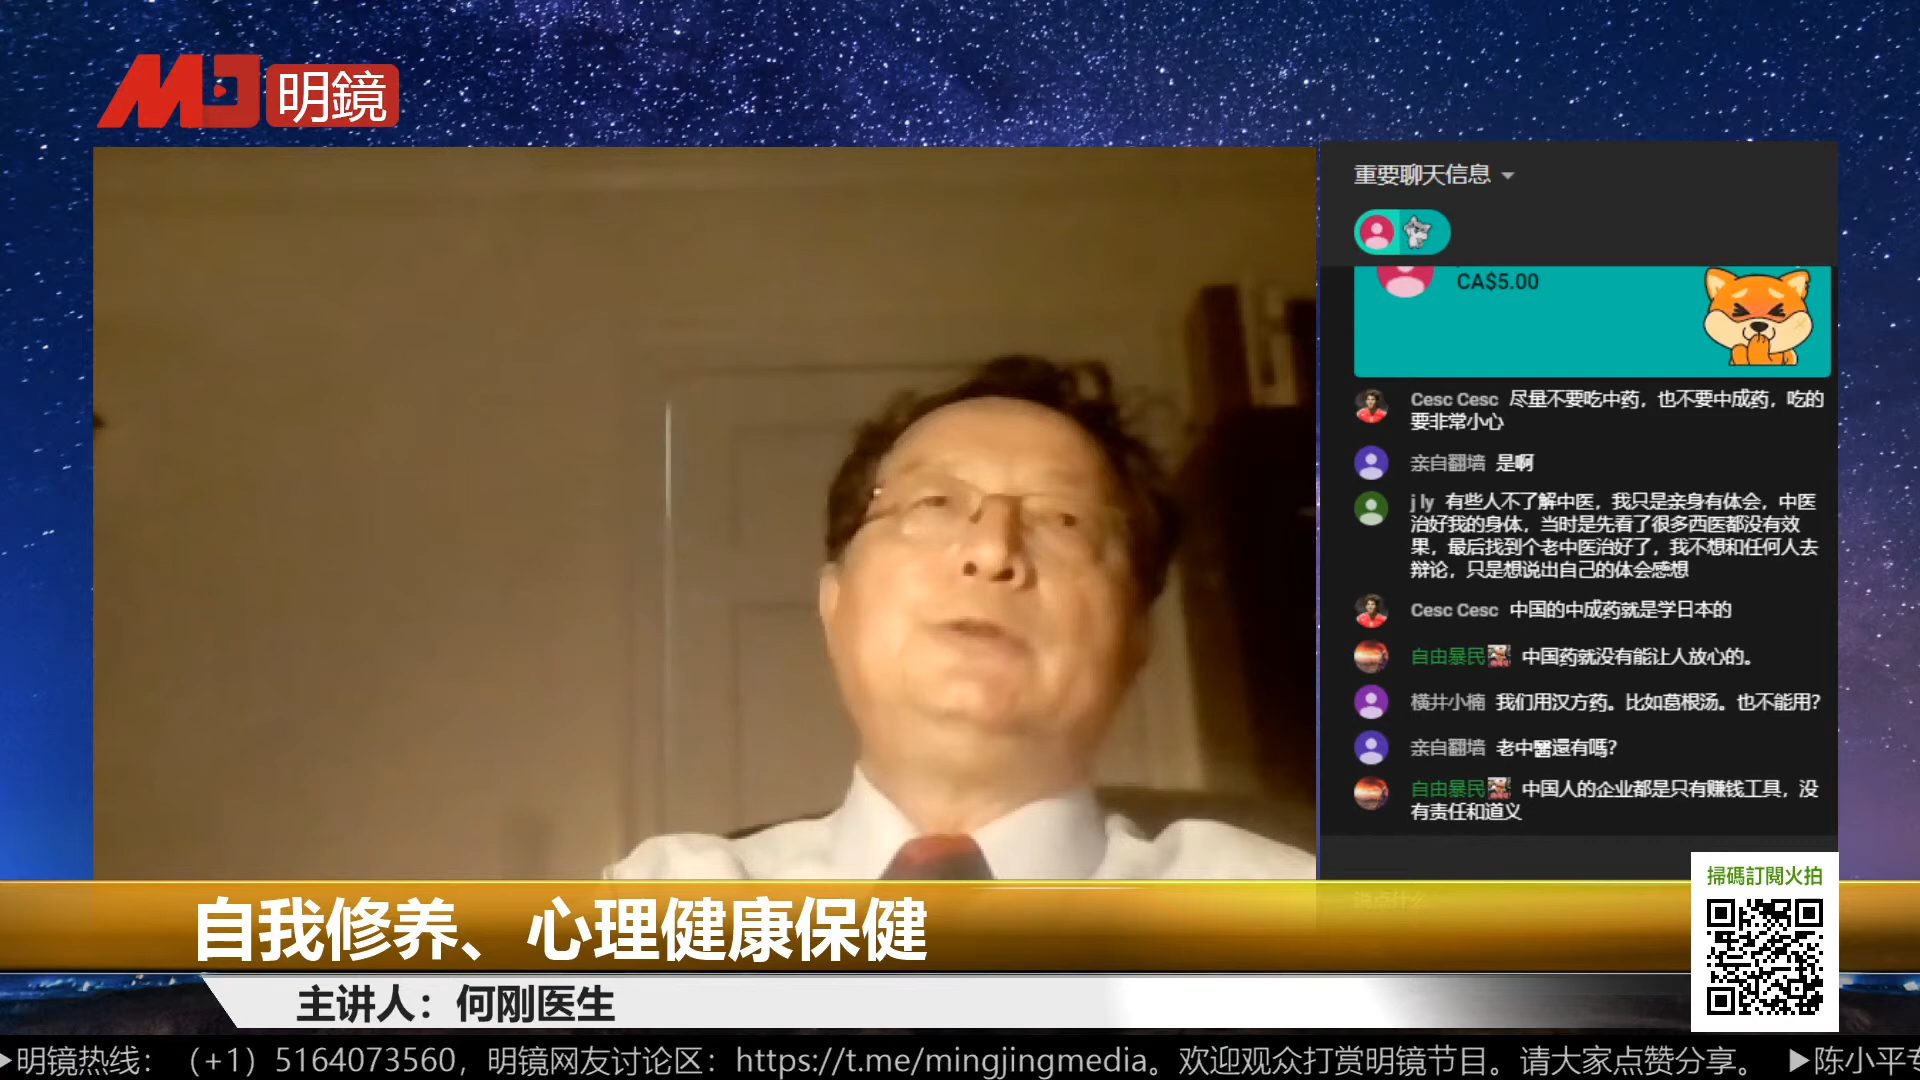 明鏡
重要聊天信息
CA$5.00
Cesc Cesc 尽量不要吃中药，也不要中成药，吃的
要非常小心
亲自翻墙 是啊
j ly 有些人不了解中医，我只是亲身有体会，中医
治好我的身体，当时是先看了很多西医都没有效
果，最后找到个老中医治好了，我不想和任何人去
辩论，只是想说出自己的体会感想
Cesc Cesc 中国的中成药就是学日本的
自由暴民 中国药就没有能让人放心的。
横井小楠 我们用汉方药。比如葛根汤。也不能用？
亲自翻墙 老中醫還有嗎？
自由暴民 中国人的企业都是只有赚钱工具，没
有责任和道义
说点什么
掃碼訂閱火拍
自我修养、心理健康保健
主讲人：何刚医生
▶明镜热线：（+1）5164073560，明镜网友讨论区：https://t.me/mingjingmedia。欢迎观众打赏明镜节目。请大家点赞分享。 ▶陈小平专